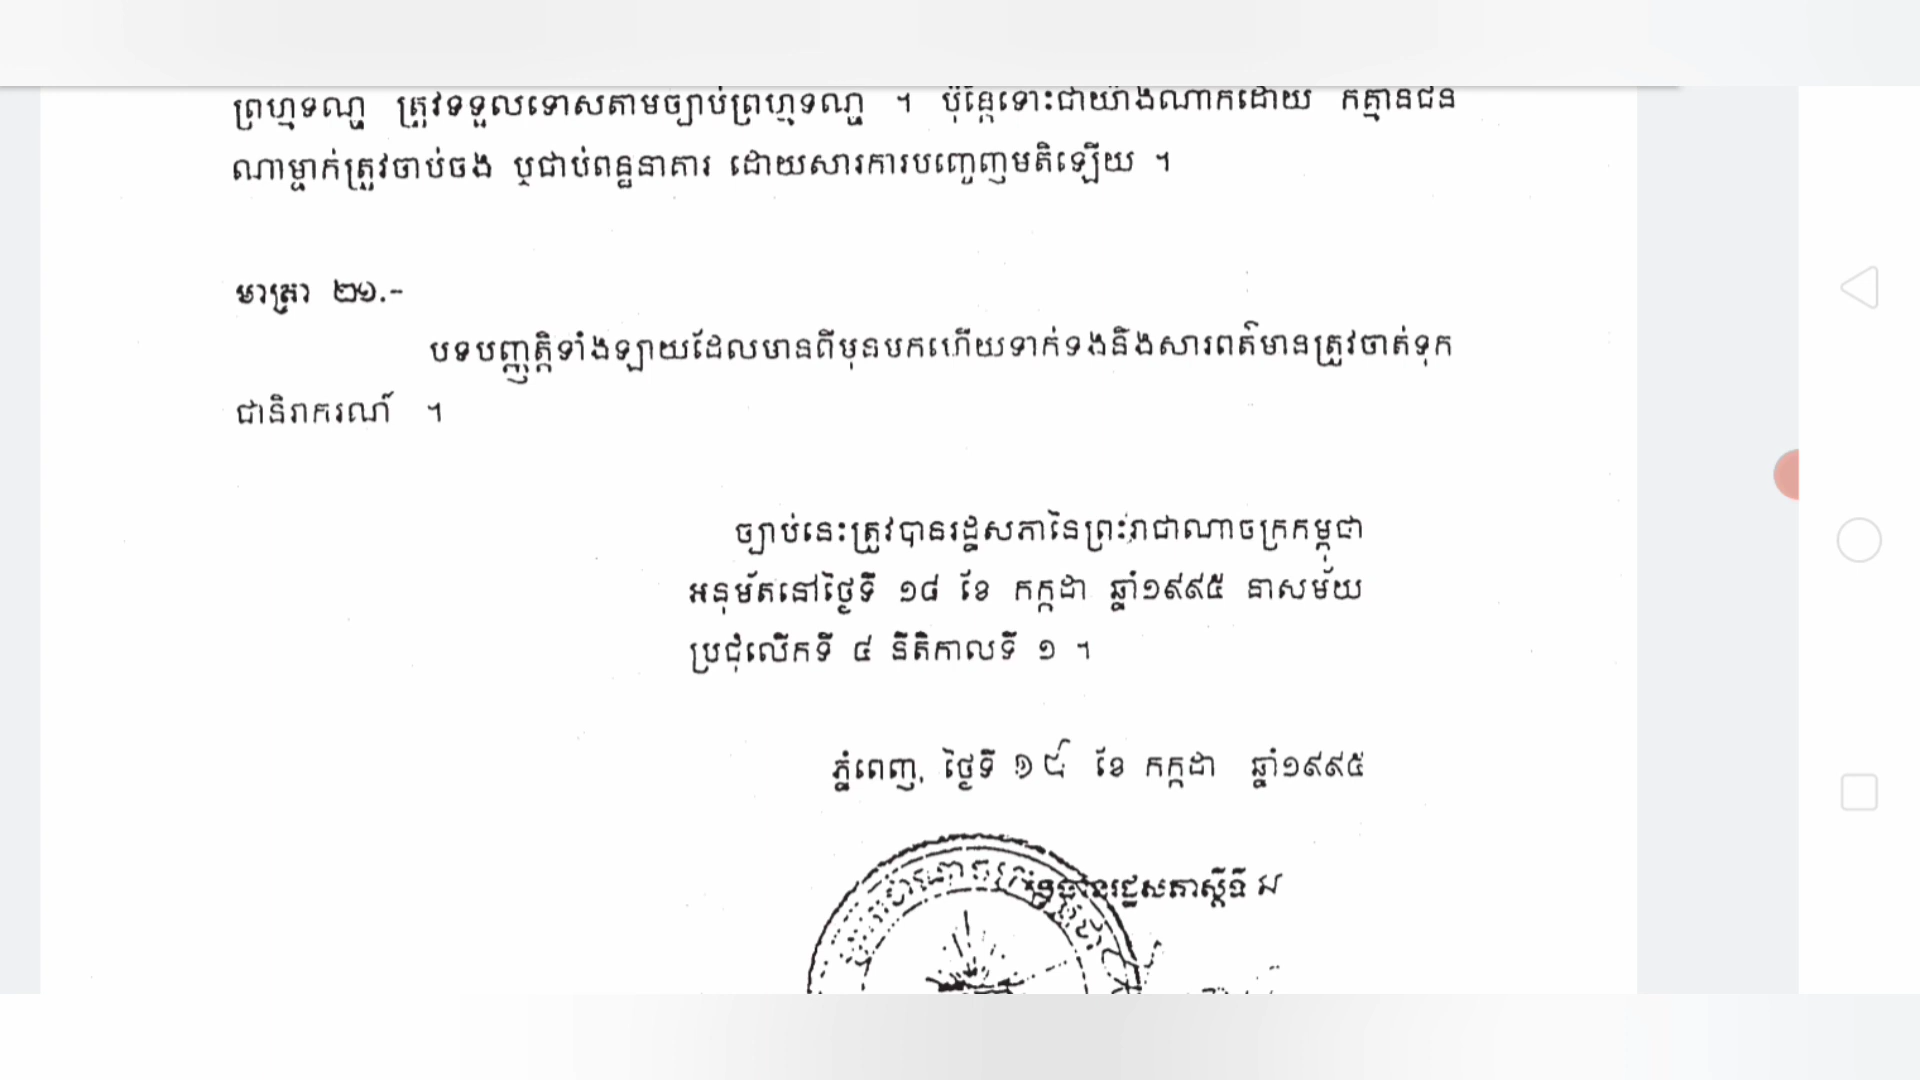 ព្រហ្មទណ្ឌ ត្រូវទទួលទោសតាមច្បាប់ព្រហ្មទណ្ឌ ។ ប៉ុន្តែទោះជាយ៉ាងណាកដោយ កគ្មានជន
ណាម្នាក់ត្រូវចាប់ចង ឬជាប់ពន្ធនាគារ ដោយសារការបញ្ចេញមតិឡើយ ។
មាត្រា ២១.-
បទបញ្ញត្តិទាំងឡាយដែលមានពីមុនមកហើយទាក់ទងនឹងសារពត៌មានត្រូវចាត់ទុក
ជានិរាករណ៍ ។
ច្បាប់នេះត្រូវបានរដ្ឋសភានៃព្រះរាជាណាចក្រកម្ពុជា
អនុម័តនៅថ្ងៃទី ១៨ ខែ កក្កដា ឆ្នាំ១៩៩៥ នាសម័យ
ប្រជុំលើកទី ៤ នីតិកាលទី ១ ។
ភ្នំពេញ, ថ្ងៃទី ខែ កក្កដា ឆ្នាំ១៩៩៥
រដ្ឋសភាស្តីទី